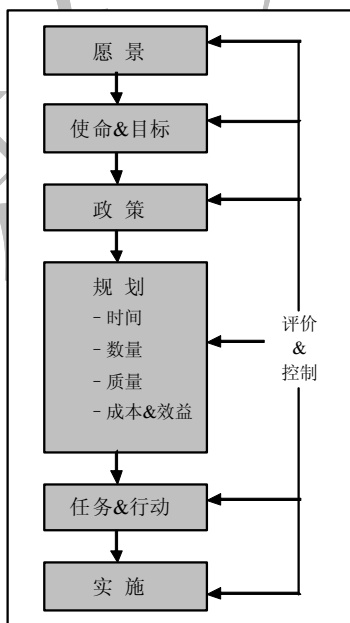 愿 景
使命&目标
政 策
规 划
- 时间
- 数量
- 质量
- 成本&效益
评价
&
控制
任务&行动
实 施